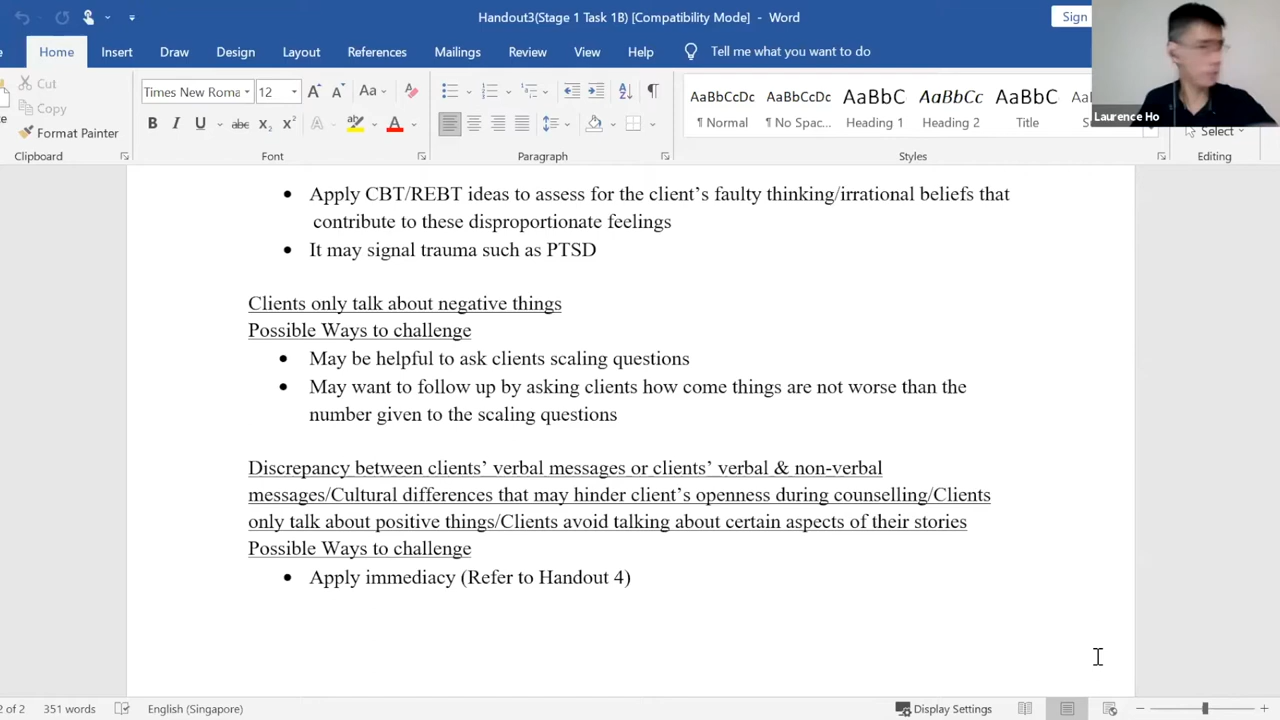 Handout3(Stage 1 Task 1B) [Compatibility Mode] - Word
Sign
Home Insert Draw Design Layout References Mailings Review View Help Tell me what you want to do
Cut
Copy
Format Painter
Clipboard
Times New Roma 12
Font
Paragraph
AaBbCcDc AaBbCcDc AaBbC AaBbCc AaBbC
¶ Normal ¶ No Spac... Heading 1 Heading 2 Title
Styles
Laurence Ho
Select
Editing
• Apply CBT/REBT ideas to assess for the client's faulty thinking/irrational beliefs that
contribute to these disproportionate feelings
• It may signal trauma such as PTSD
Clients only talk about negative things
Possible Ways to challenge
• May be helpful to ask clients scaling questions
• May want to follow up by asking clients how come things are not worse than the
number given to the scaling questions
Discrepancy between clients' verbal messages or clients' verbal & non-verbal
messages/Cultural differences that may hinder client's openness during counselling/Clients
only talk about positive things/Clients avoid talking about certain aspects of their stories
Possible Ways to challenge
• Apply immediacy (Refer to Handout 4)
2 of 2 351 words English (Singapore) Display Settings